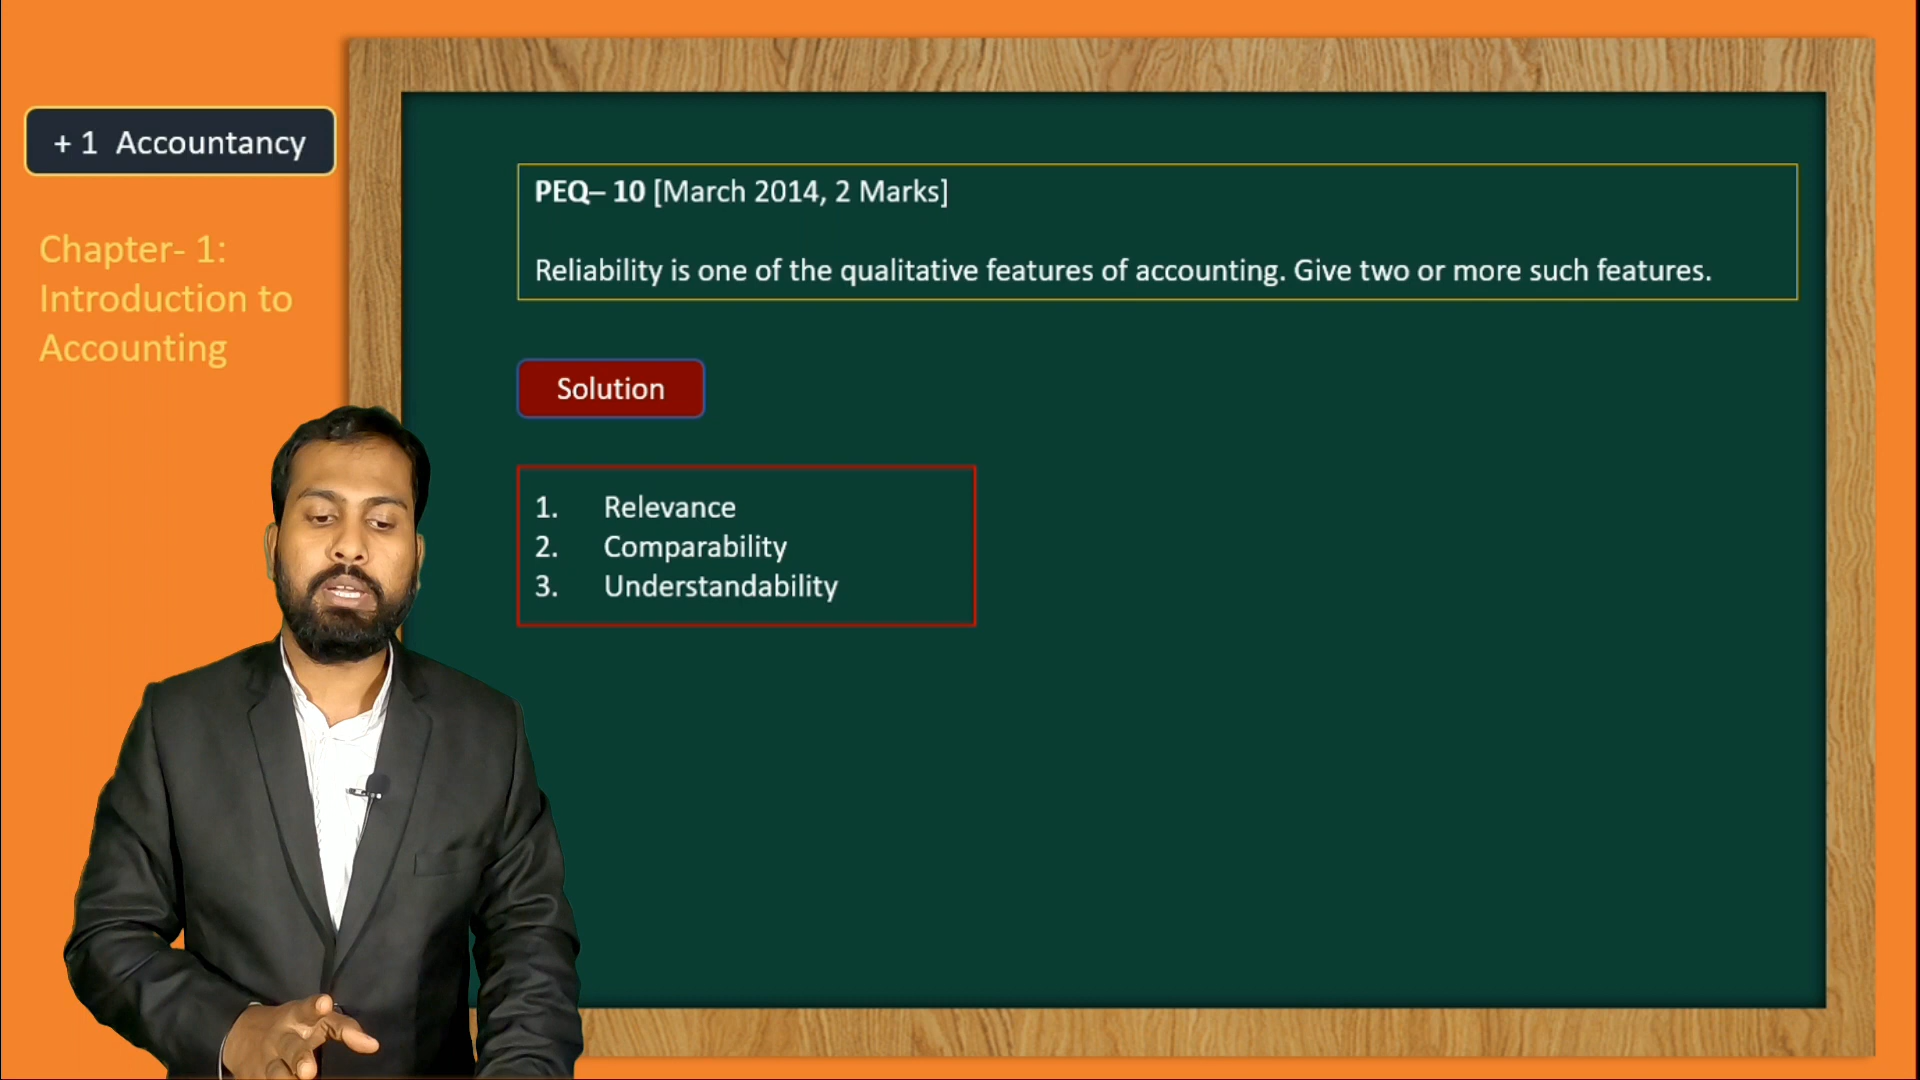 + 1 Accountancy
Chapter- 1:
Introduction to
Accounting
PEQ– 10 [March 2014, 2 Marks]
Reliability is one of the qualitative features of accounting. Give two or more such features.
Solution
1. Relevance
2. Comparability
3. Understandability